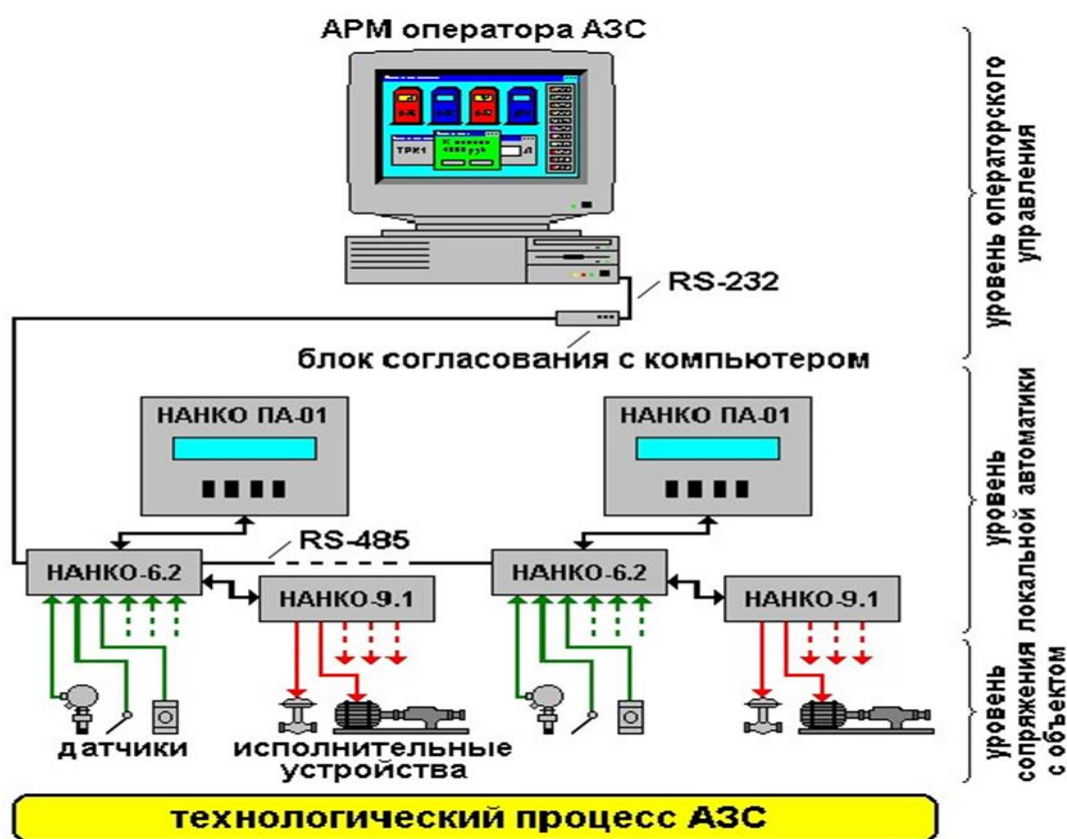 АРМ оператора АЗС
ТРК1
RS-232
блок согласования с компьютером
НАНКО ПА-01
НАНКО ПА-01
RS-485
НАНКО-6.2
НАНКО-9.1
НАНКО-6.2
НАНКО-9.1
датчики
исполнительные
устройства
технологический процесс АЗС
уровень операторского
управления
уровень
локальной автоматики
уровень
сопряжения
с объектом